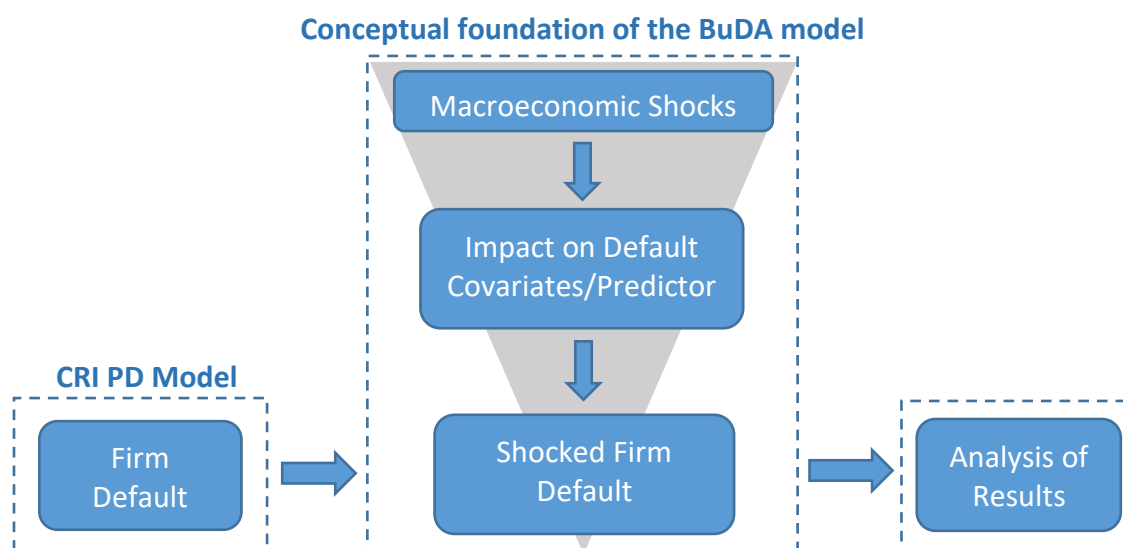 Conceptual foundation of the BuDA model
Macroeconomic Shocks
Impact on Default
Covariates/Predictor
CRI PD Model
Firm
Default
Shocked Firm
Default
Analysis of
Results